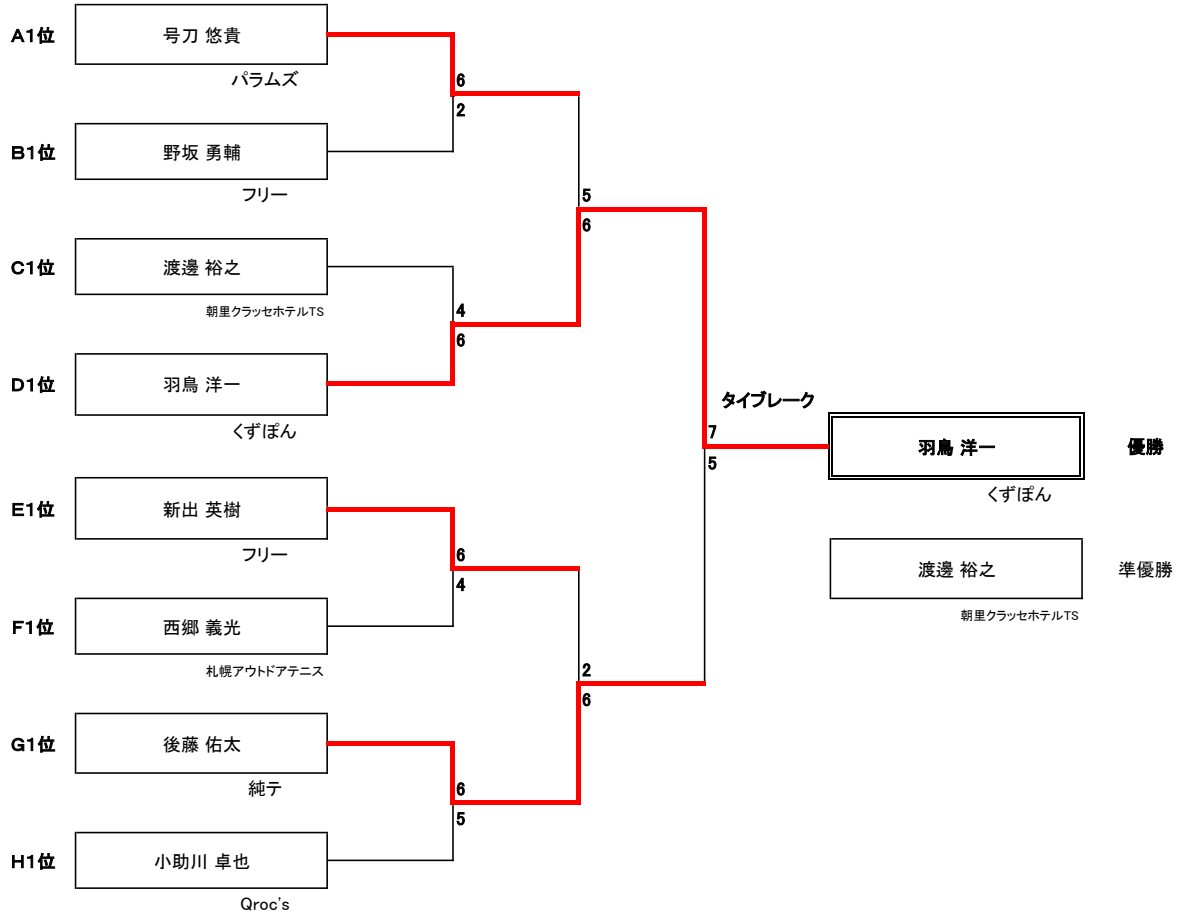 A1位 号刀 悠貴
パラムズ
6
2
B1位 野坂 勇輔
フリー
5
6
C1位 渡邊 裕之
朝里クラッセホテルTS
4
6
D1位 羽鳥 洋一
くずぽん
タイブレーク
7
5
羽鳥 洋一 優勝
くずぽん
E1位 新出 英樹
フリー
6
4
渡邊 裕之 準優勝
朝里クラッセホテルTS
F1位 西郷 義光
札幌アウトドアテニス
2
6
G1位 後藤 佑太
純テ
6
5
H1位 小助川 卓也
Qroc's